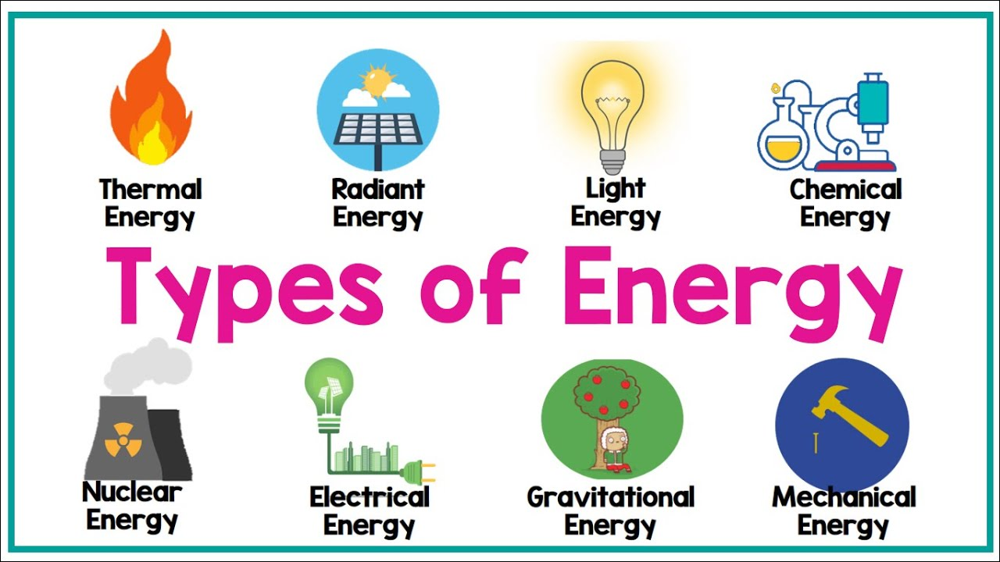 Thermal
Energy
Radiant
Energy
Light
Energy
Chemical
Energy
Types of Energy
Nuclear
Energy
Electrical
Energy
Gravitational
Energy
Mechanical
Energy